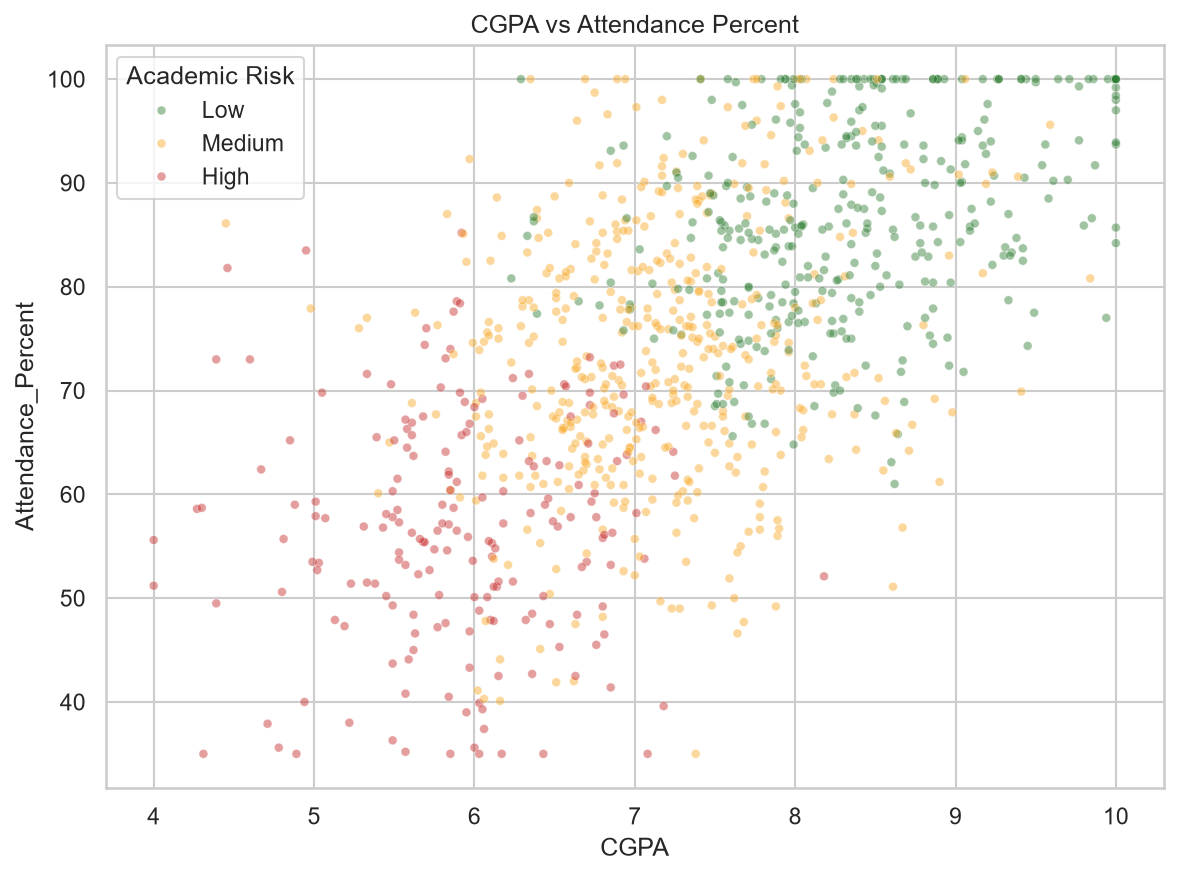 CGPA vs Attendance Percent
Academic Risk
Low
Medium
High
100
90
80
70
60
50
40
Attendance_Percent
4 5 6 7 8 9 10
CGPA